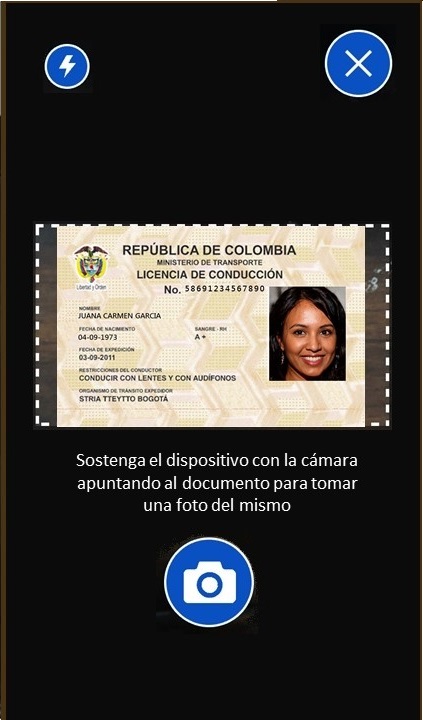 REPÚBLICA DE COLOMBIA
MINISTERIO DE TRANSPORTE
LICENCIA DE CONDUCCIÓN
No. 58691234567890
Libertad y Orden
NOMBRE
JUANA CARMEN GARCIA
FECHA DE NACIMIENTO SANGRE - RH
04-09-1973 A +
FECHA DE EXPEDICIÓN
03-09-2011
RESTRICCIONES DEL CONDUCTOR
CONDUCIR CON LENTES Y CON AUDÍFONOS
ORGANISMO DE TRÁNSITO EXPEDIDOR
STRIA TTEYTTO BOGOTÁ
Sostenga el dispositivo con la cámara
apuntando al documento para tomar
una foto del mismo